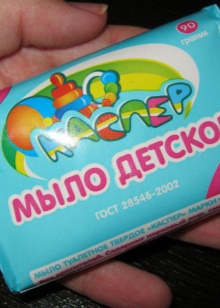 90
грамм
КАСПЕР
МЫЛО ДЕТСКО
ГОСТ 28546-2002
МЫЛО ТУАЛЕТНОЕ ТВЕРДОЕ «КАСПЕР» МАРКИ «